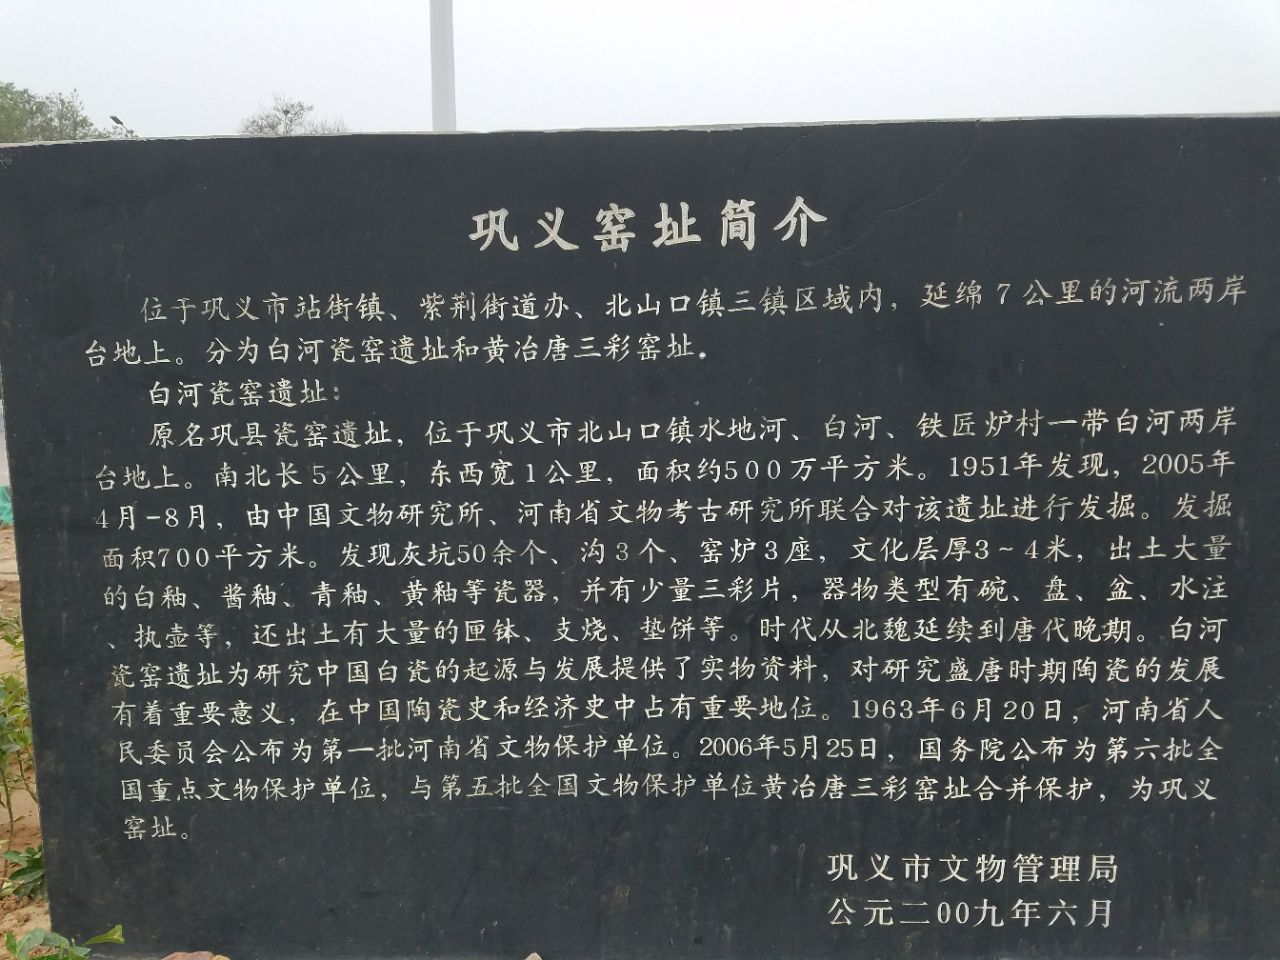 巩义窑址简介
位于巩义市站街镇、紫荆街道办、北山口镇三镇区域内，延绵7公里的河流两岸
台地上。分为白河瓷窑遗址和黄冶唐三彩窑址．
白河瓷窑遗址：
原名巩县瓷窑遗址，位于巩义市北山口镇水地河、白河、铁匠炉村一带白河两岸
台地上。南北长5公里，东西宽1公里，面积约500万平方米。1951年发现，2005年
4月-8月，由中国文物研究所、河南省文物考古研究所联合对该遗址进行发掘。发掘
面积700平方米。发现灰坑50余个、沟3个、窑炉3座，文化层厚3~4米，出土大量
的白釉、酱釉、青釉、黄釉等瓷器，并有少量三彩片，器物类型有碗、盘、盆、水注
、执壶等，还出土有大量的匣钵、支烧、垫饼等。时代从北魏延续到唐代晚期。白河
瓷窑遗址为研究中国白瓷的起源与发展提供了实物资料，对研究盛唐时期陶瓷的发展
有着重要意义，在中国陶瓷史和经济史中占有重要地位。1963年6月20日，河南省人
民委员会公布为第一批河南省文物保护单位。2006年5月25日，国务院公布为第六批全
国重点文物保护单位，与第五批全国文物保护单位黄冶唐三彩窑址合并保护，为巩义
窑址。
巩义市文物管理局
公元二00九年六月